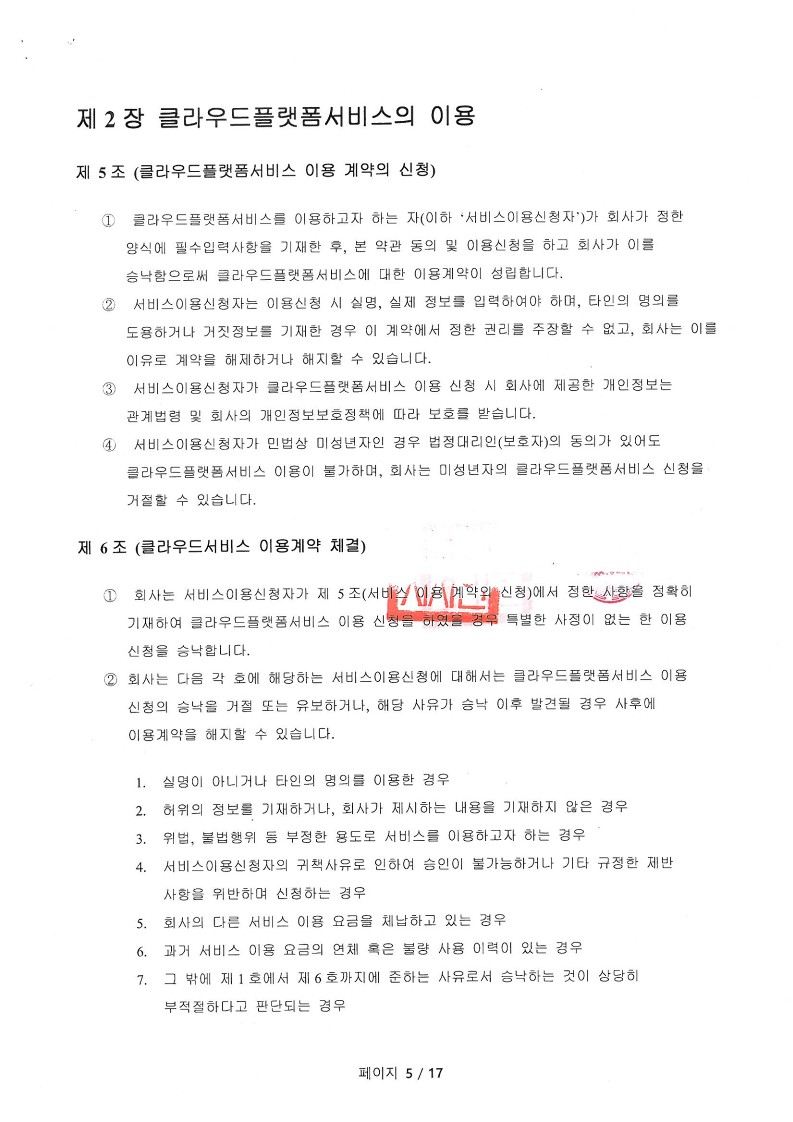 제 2 장 클라우드플랫폼서비스의 이용
제 5 조 (클라우드플랫폼서비스 이용 계약의 신청)
① 클라우드플랫폼서비스를 이용하고자 하는 자(이하 ‘서비스이용신청자’)가 회사가 정한
양식에 필수입력사항을 기재한 후, 본 약관 동의 및 이용신청을 하고 회사가 이를
승낙함으로써 클라우드플랫폼서비스에 대한 이용계약이 성립합니다.
② 서비스이용신청자는 이용신청 시 실명, 실제 정보를 입력하여야 하며, 타인의 명의를
도용하거나 거짓정보를 기재한 경우 이 계약에서 정한 권리를 주장할 수 없고, 회사는 이를
이유로 계약을 해제하거나 해지할 수 있습니다.
③ 서비스이용신청자가 클라우드플랫폼서비스 이용 신청 시 회사에 제공한 개인정보는
관계법령 및 회사의 개인정보보호정책에 따라 보호를 받습니다.
④ 서비스이용신청자가 민법상 미성년자인 경우 법정대리인(보호자)의 동의가 있어도
클라우드플랫폼서비스 이용이 불가하며, 회사는 미성년자의 클라우드플랫폼서비스 신청을
거절할 수 있습니다.
제 6 조 (클라우드서비스 이용계약 체결)
① 회사는 서비스이용신청자가 제 5조(서비스 이용 계약의 신청)에서 정한 사항을 정확히
기재하여 클라우드플랫폼서비스 이용 신청을 하였을 경우 특별한 사정이 없는 한 이용
신청을 승낙합니다.
② 회사는 다음 각 호에 해당하는 서비스이용신청에 대해서는 클라우드플랫폼서비스 이용
신청의 승낙을 거절 또는 유보하거나, 해당 사유가 승낙 이후 발견될 경우 사후에
이용계약을 해지할 수 있습니다.
1. 실명이 아니거나 타인의 명의를 이용한 경우
2. 허위의 정보를 기재하거나, 회사가 제시하는 내용을 기재하지 않은 경우
3. 위법, 불법행위 등 부정한 용도로 서비스를 이용하고자 하는 경우
4. 서비스이용신청자의 귀책사유로 인하여 승인이 불가능하거나 기타 규정한 제반
사항을 위반하며 신청하는 경우
5. 회사의 다른 서비스 이용 요금을 체납하고 있는 경우
6. 과거 서비스 이용 요금의 연체 혹은 불량 사용 이력이 있는 경우
7. 그 밖에 제 1 호에서 제 6 호까지에 준하는 사유로서 승낙하는 것이 상당히
부적절하다고 판단되는 경우
페이지 5 / 17